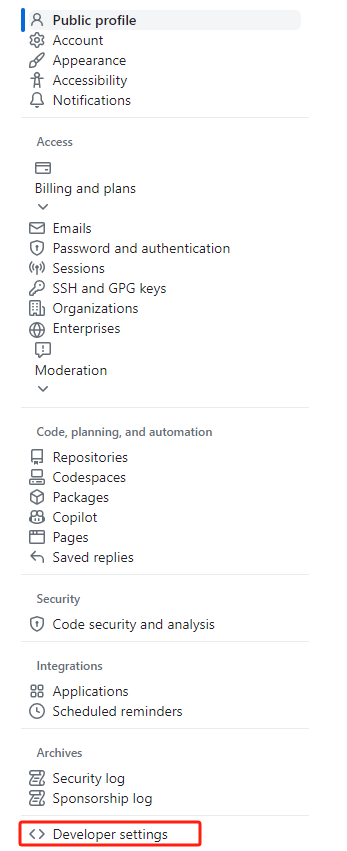 Public profile
Account
Appearance
Accessibility
Notifications
Access
Billing and plans
Emails
Password and authentication
Sessions
SSH and GPG keys
Organizations
Enterprises
Moderation
Code, planning, and automation
Repositories
Codespaces
Packages
Copilot
Pages
Saved replies
Security
Code security and analysis
Integrations
Applications
Scheduled reminders
Archives
Security log
Sponsorship log
Developer settings